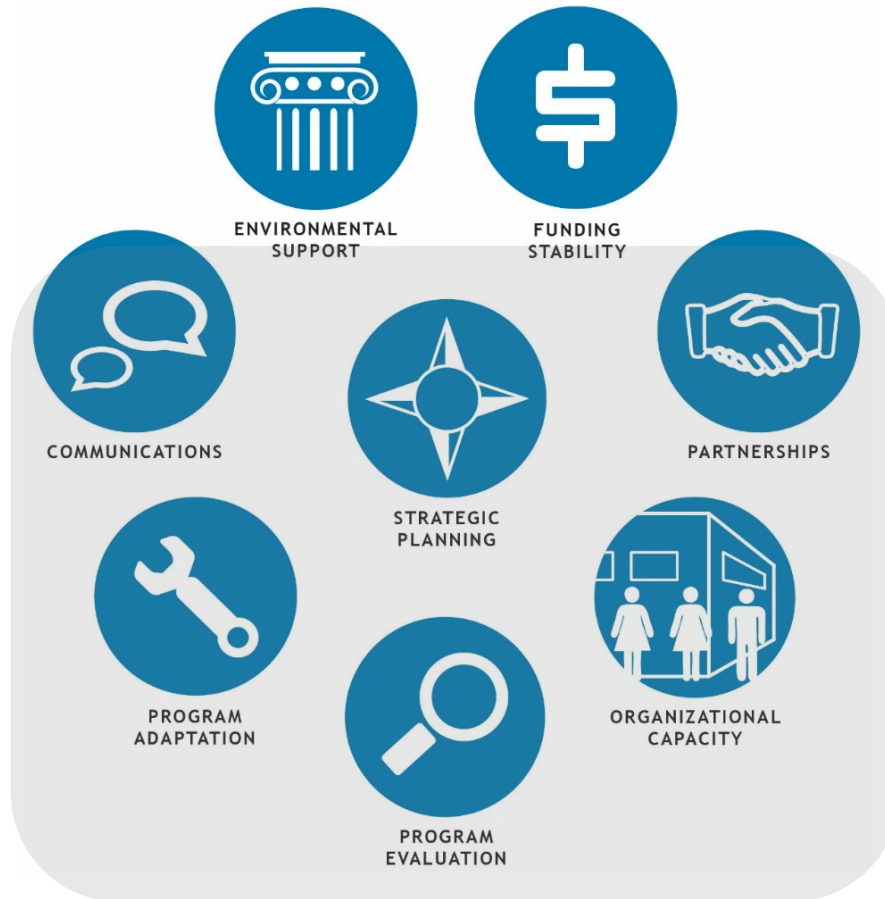 ENVIRONMENTAL
SUPPORT
FUNDING
STABILITY
COMMUNICATIONS
PARTNERSHIPS
STRATEGIC
PLANNING
PROGRAM
ADAPTATION
ORGANIZATIONAL
CAPACITY
PROGRAM
EVALUATION